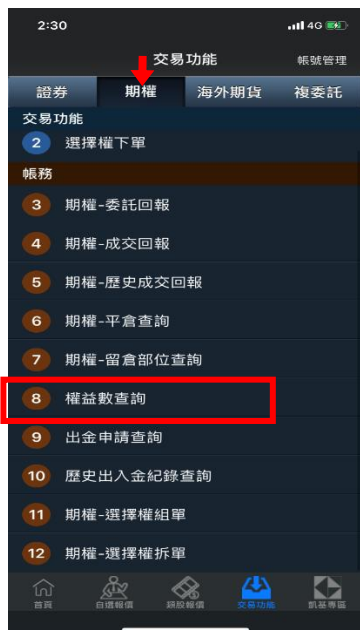 2:30
4G
交易功能
帳號管理
證券
期權
海外期貨
複委託
交易功能
2 選擇權下單
帳務
3 期權-委託回報
4 期權-成交回報
5 期權-歷史成交回報
6 期權-平倉查詢
7 期權-留倉部位查詢
8 權益數查詢
9 出金申請查詢
10 歷史出入金紀錄查詢
11 期權-選擇權組單
12 期權-選擇權拆單
首頁
自選報價
類股報價
交易功能
凱基專區